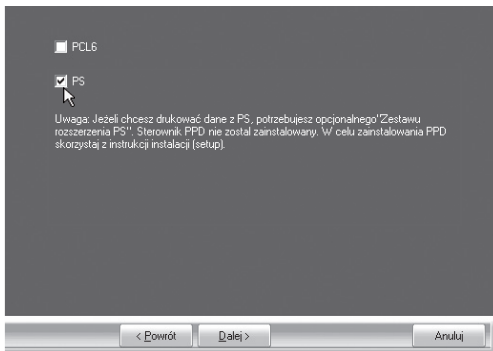 PCL6
PS
Uwaga: Jeżeli chcesz drukować dane z PS, potrzebujesz opcjonalnego"Zestawu
rozszerzenia PS". Sterownik PPD nie zostal zainstalowany. W celu zainstalowania PPD
skorzystaj z instrukcji instalacji (setup).
< Powrót
Dalej >
Anuluj